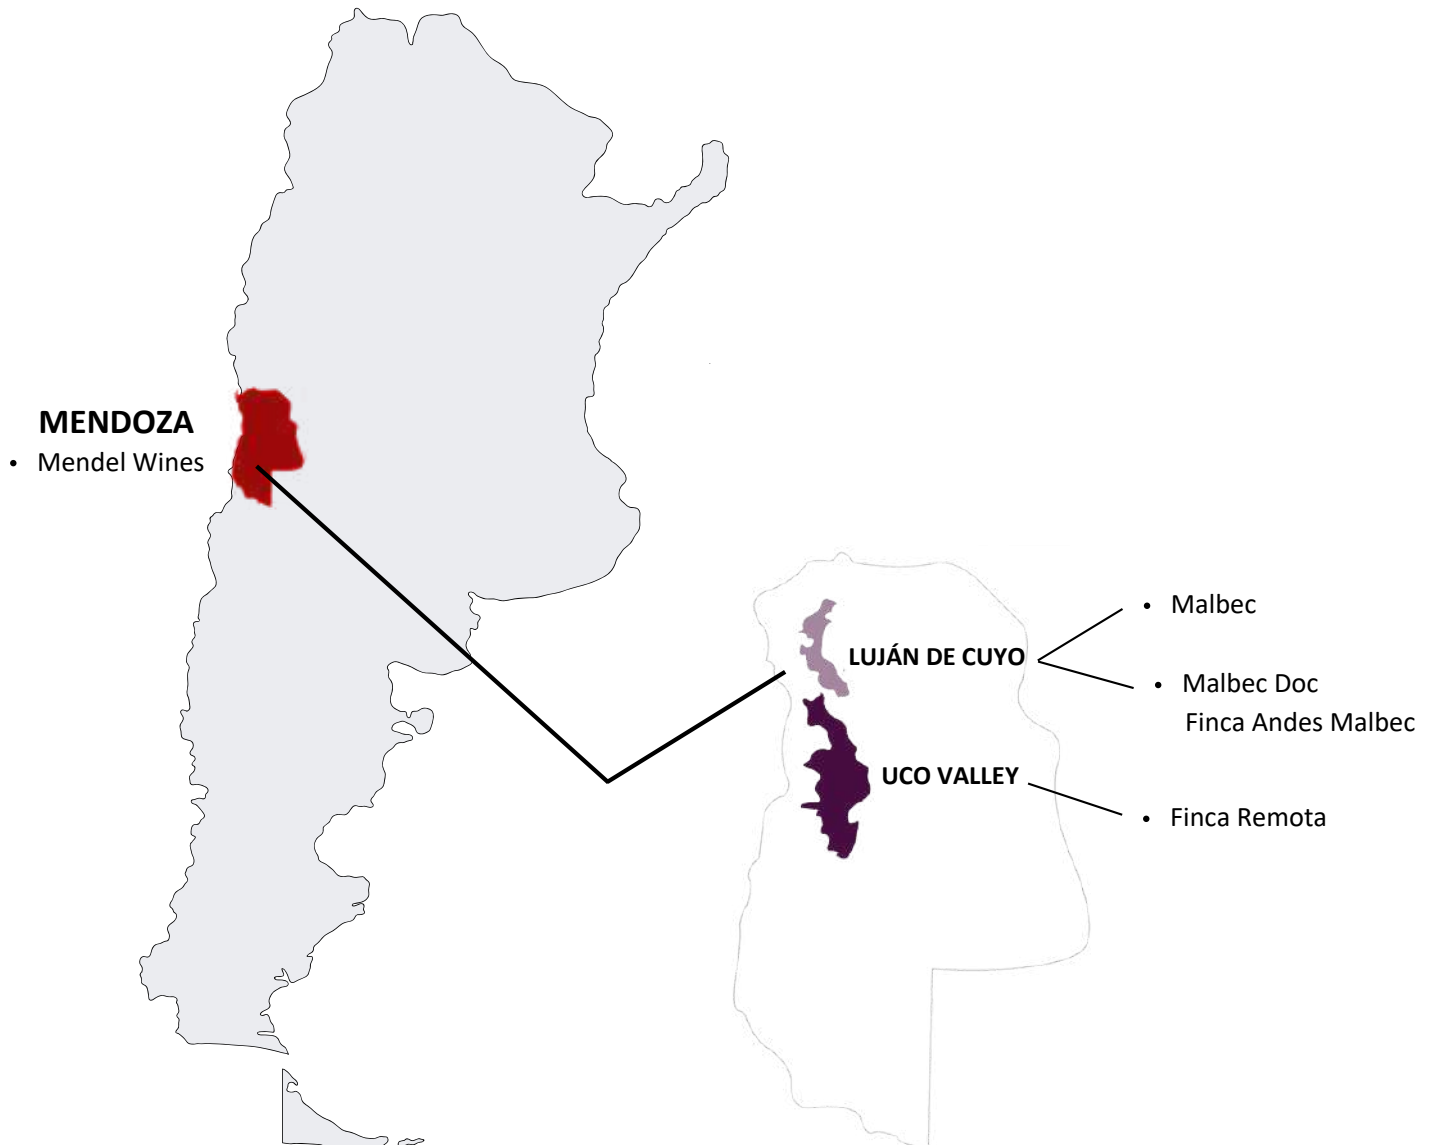 MENDOZA
• Mendel Wines
• Malbec
LUJÁN DE CUYO
• Malbec Doc
Finca Andes Malbec
UCO VALLEY
• Finca Remota